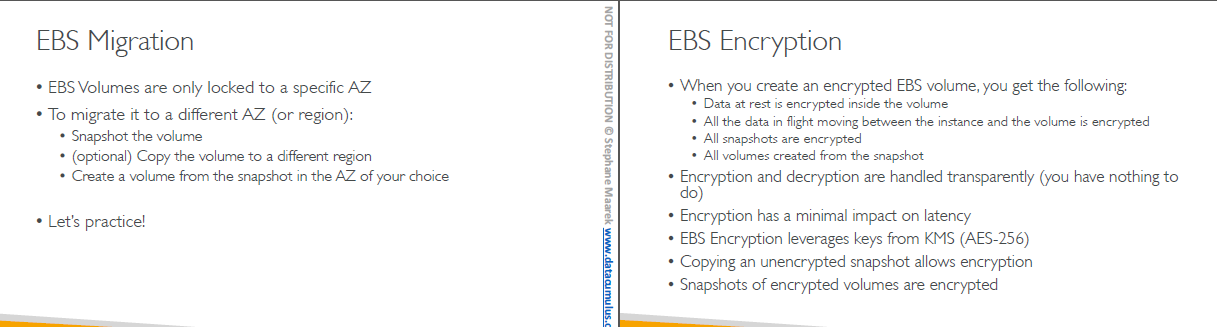 EBS Migration
• EBS Volumes are only locked to a specific AZ
• To migrate it to a different AZ (or region):
• Snapshot the volume
• (optional) Copy the volume to a different region
• Create a volume from the snapshot in the AZ of your choice
• Let's practice!
NOT FOR DISTRIBUTION © Stephane Maarek www.datacumulus.c
EBS Encryption
• When you create an encrypted EBS volume, you get the following:
• Data at rest is encrypted inside the volume
• All the data in flight moving between the instance and the volume is encrypted
• All snapshots are encrypted
• All volumes created from the snapshot
• Encryption and decryption are handled transparently (you have nothing to
do)
• Encryption has a minimal impact on latency
• EBS Encryption leverages keys from KMS (AES-256)
• Copying an unencrypted snapshot allows encryption
• Snapshots of encrypted volumes are encrypted